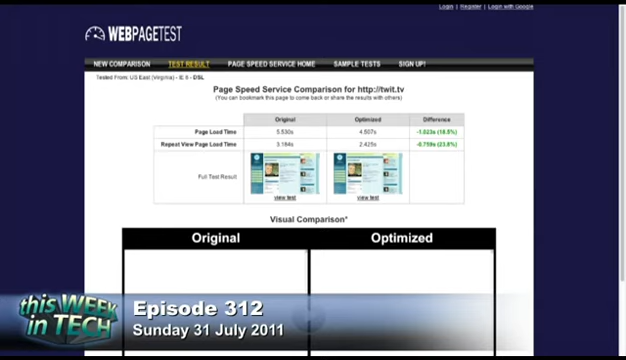 Login | Register | Login with Google
WEBPAGETEST
NEW COMPARISON TEST RESULT PAGE SPEED SERVICE HOME SAMPLE TESTS SIGN UP!
Tested From: US East (Virginia) - IE 8 - DSL
Page Speed Service Comparison for http://twit.tv
(You can bookmark this page to come back or share the results with others)
Original Optimized Difference
Page Load Time 5.530s 4.507s -1.023s (18.5%)
Repeat View Page Load Time 3.184s 2.425s -0.759s (23.8%)
Full Test Result
view test view test
Visual Comparison*
Original Optimized
this WEEK in TECH
Episode 312
Sunday 31 July 2011